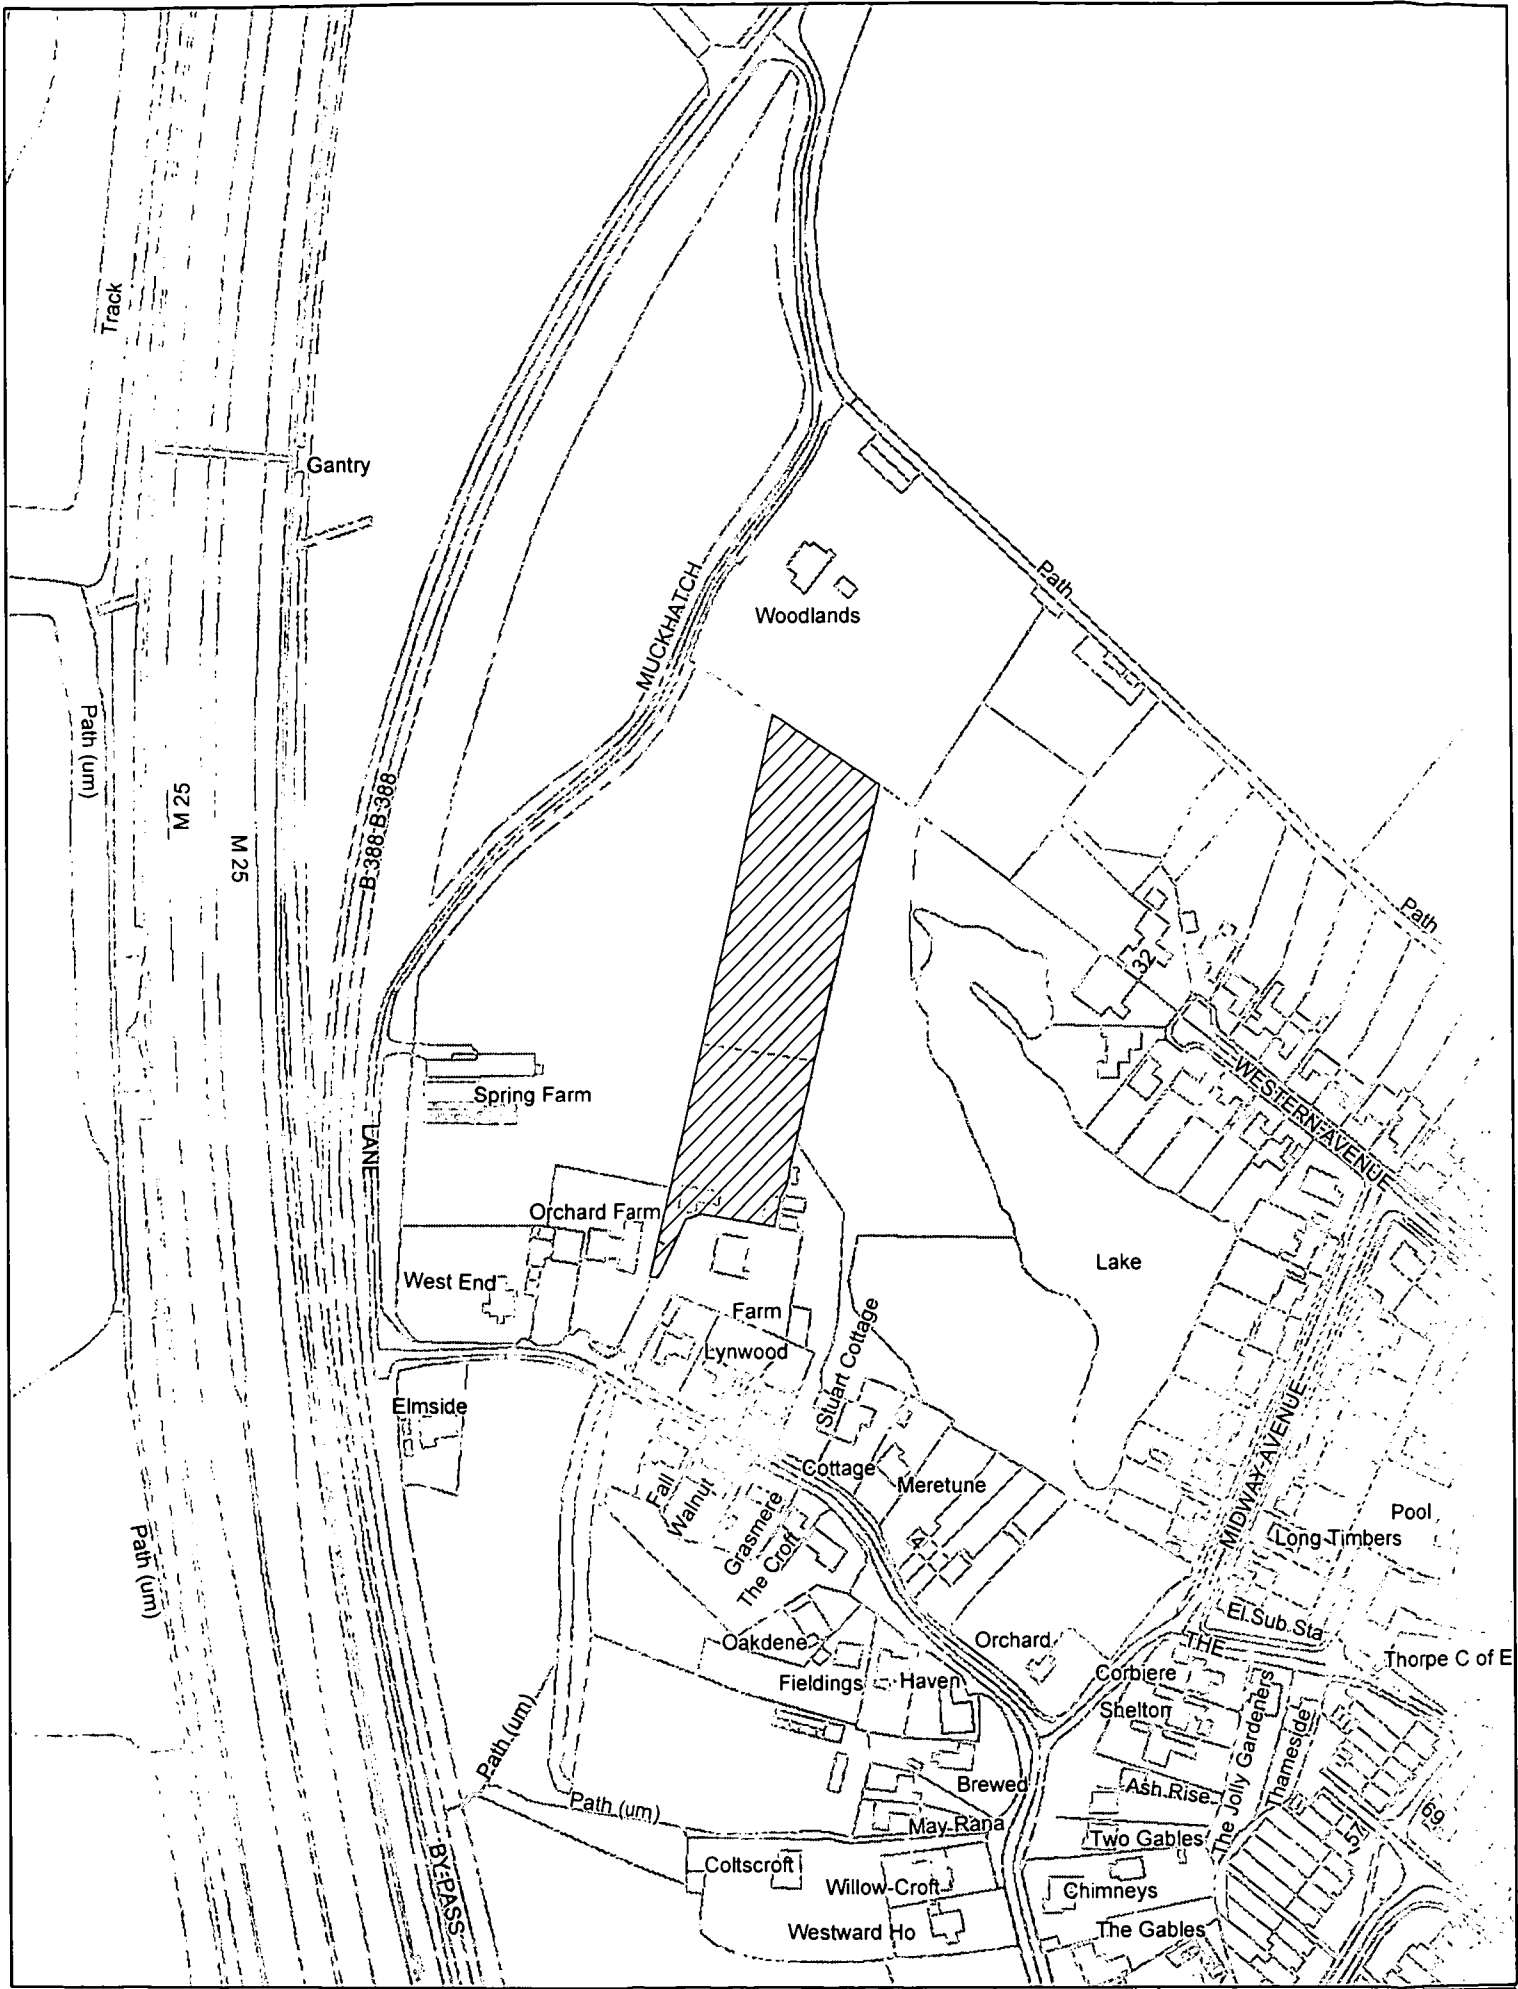 Track
Gantry
Path
Woodlands
MUCKHATCH
Path (um)
M 25
M 25
B 388 B 388
Path
32
WESTERN AVENUE
Spring Farm
LANE
Orchard Farm
West End
Lake
Farm
Lynwood
Stuart Cottage
Elmside
MIDWAY AVENUE
Cottage
Meretune
Fall
Walnut
Grasmere
The Croft
4
Pool
Long Timbers
Path (um)
El Sub Sta
THE
Thorpe C of E
Oakdene
Fieldings
Haven
Orchard
Corbiere
Shelton
The Jolly Gardeners
Thameside
Path (um)
Brewed
Ash Rise
Path (um)
May Rana
Two Gables
57
69
Coltscroft
Willow-Croft
Chimneys
BY-PASS
Westward Ho
The Gables